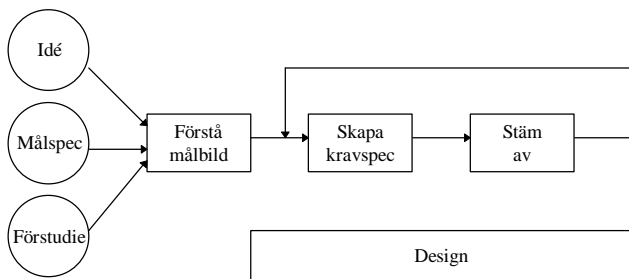 Idé
Målspec
Förstudie
Förstå
målbild
Skapa
kravspec
Stäm
av
Design